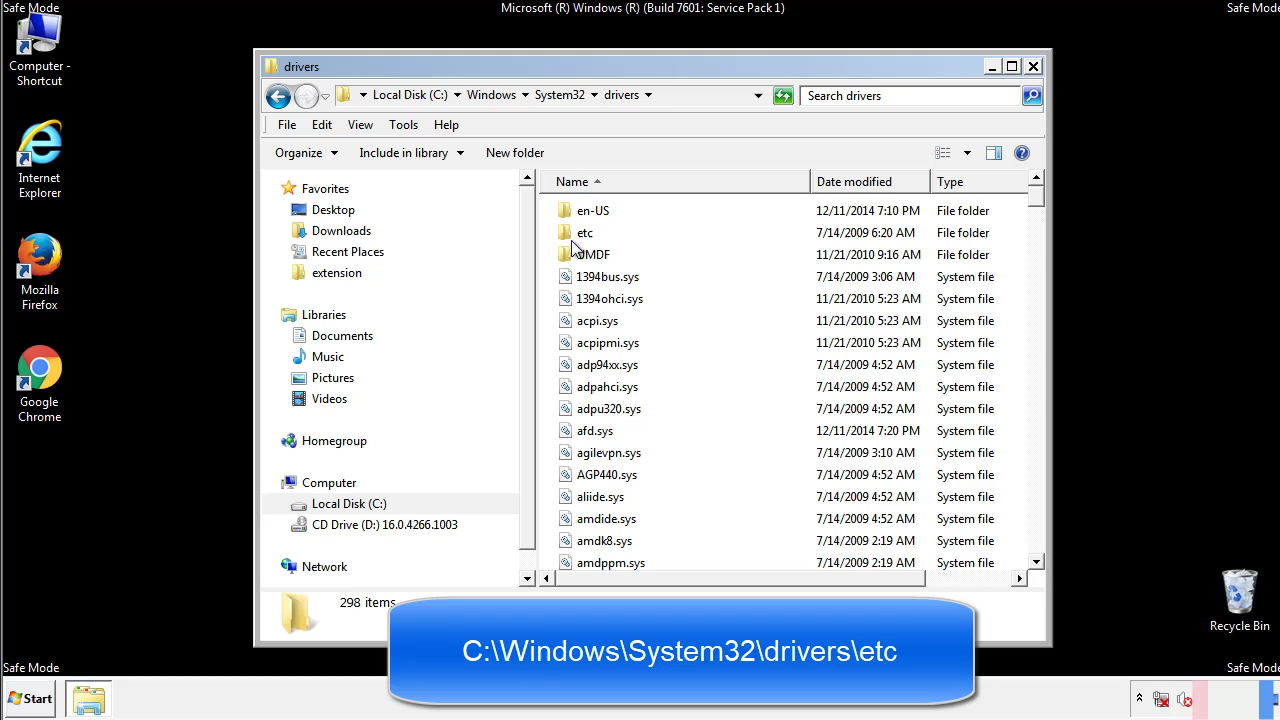 Safe Mode
Microsoft (R) Windows (R) (Build 7601: Service Pack 1)
Safe Mode
Computer -
Shortcut
Internet
Explorer
Mozilla
Firefox
Google
Chrome
drivers
Local Disk (C:) Windows System32 drivers
Search drivers
File Edit View Tools Help
Organize Include in library New folder
Favorites
Desktop
Downloads
Recent Places
extension
Libraries
Documents
Music
Pictures
Videos
Homegroup
Computer
Local Disk (C:)
CD Drive (D:) 16.0.4266.1003
Network
Name Date modified Type
en-US 12/11/2014 7:10 PM File folder
etc 7/14/2009 6:20 AM File folder
UMDF 11/21/2010 9:16 AM File folder
1394bus.sys 7/14/2009 3:06 AM System file
1394ohci.sys 11/21/2010 5:23 AM System file
acpi.sys 11/21/2010 5:23 AM System file
acpipmi.sys 11/21/2010 5:23 AM System file
adp94xx.sys 7/14/2009 4:52 AM System file
adpahci.sys 7/14/2009 4:52 AM System file
adpu320.sys 7/14/2009 4:52 AM System file
afd.sys 12/11/2014 7:20 PM System file
agilevpn.sys 7/14/2009 3:10 AM System file
AGP440.sys 7/14/2009 4:52 AM System file
aliide.sys 7/14/2009 4:52 AM System file
amdide.sys 7/14/2009 4:52 AM System file
amdk8.sys 7/14/2009 2:19 AM System file
amdppm.sys 7/14/2009 2:19 AM System file
298 items
C:\Windows\System32\drivers\etc
Recycle Bin
Safe Mode
Safe Mode
Start